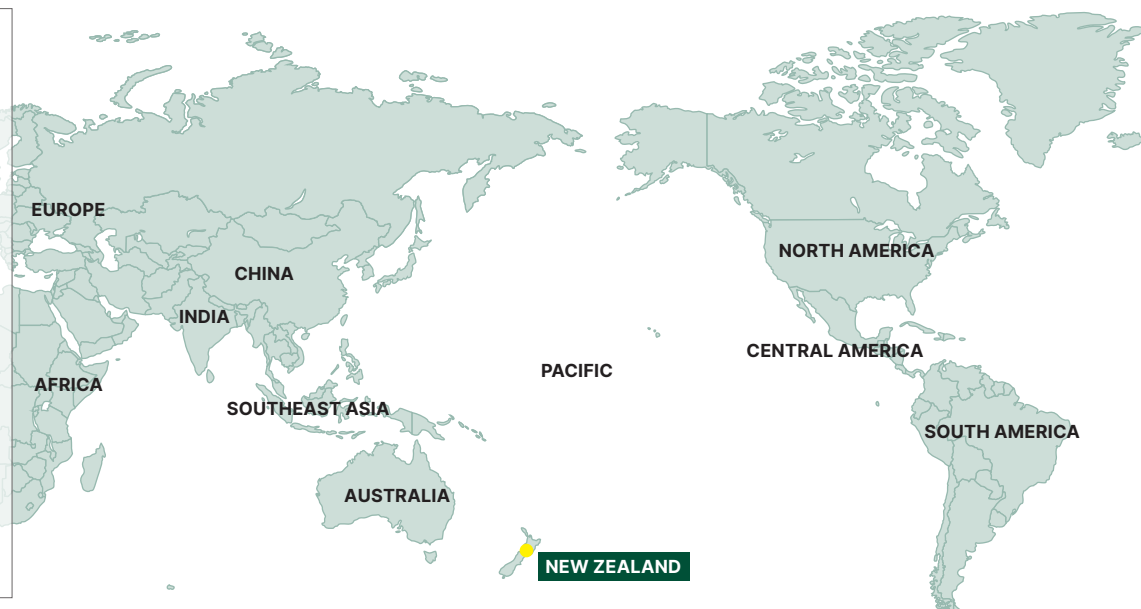 EUROPE
NORTH AMERICA
CHINA
INDIA
CENTRAL AMERICA
PACIFIC
AFRICA
SOUTHEAST ASIA
SOUTH AMERICA
AUSTRALIA
NEW ZEALAND